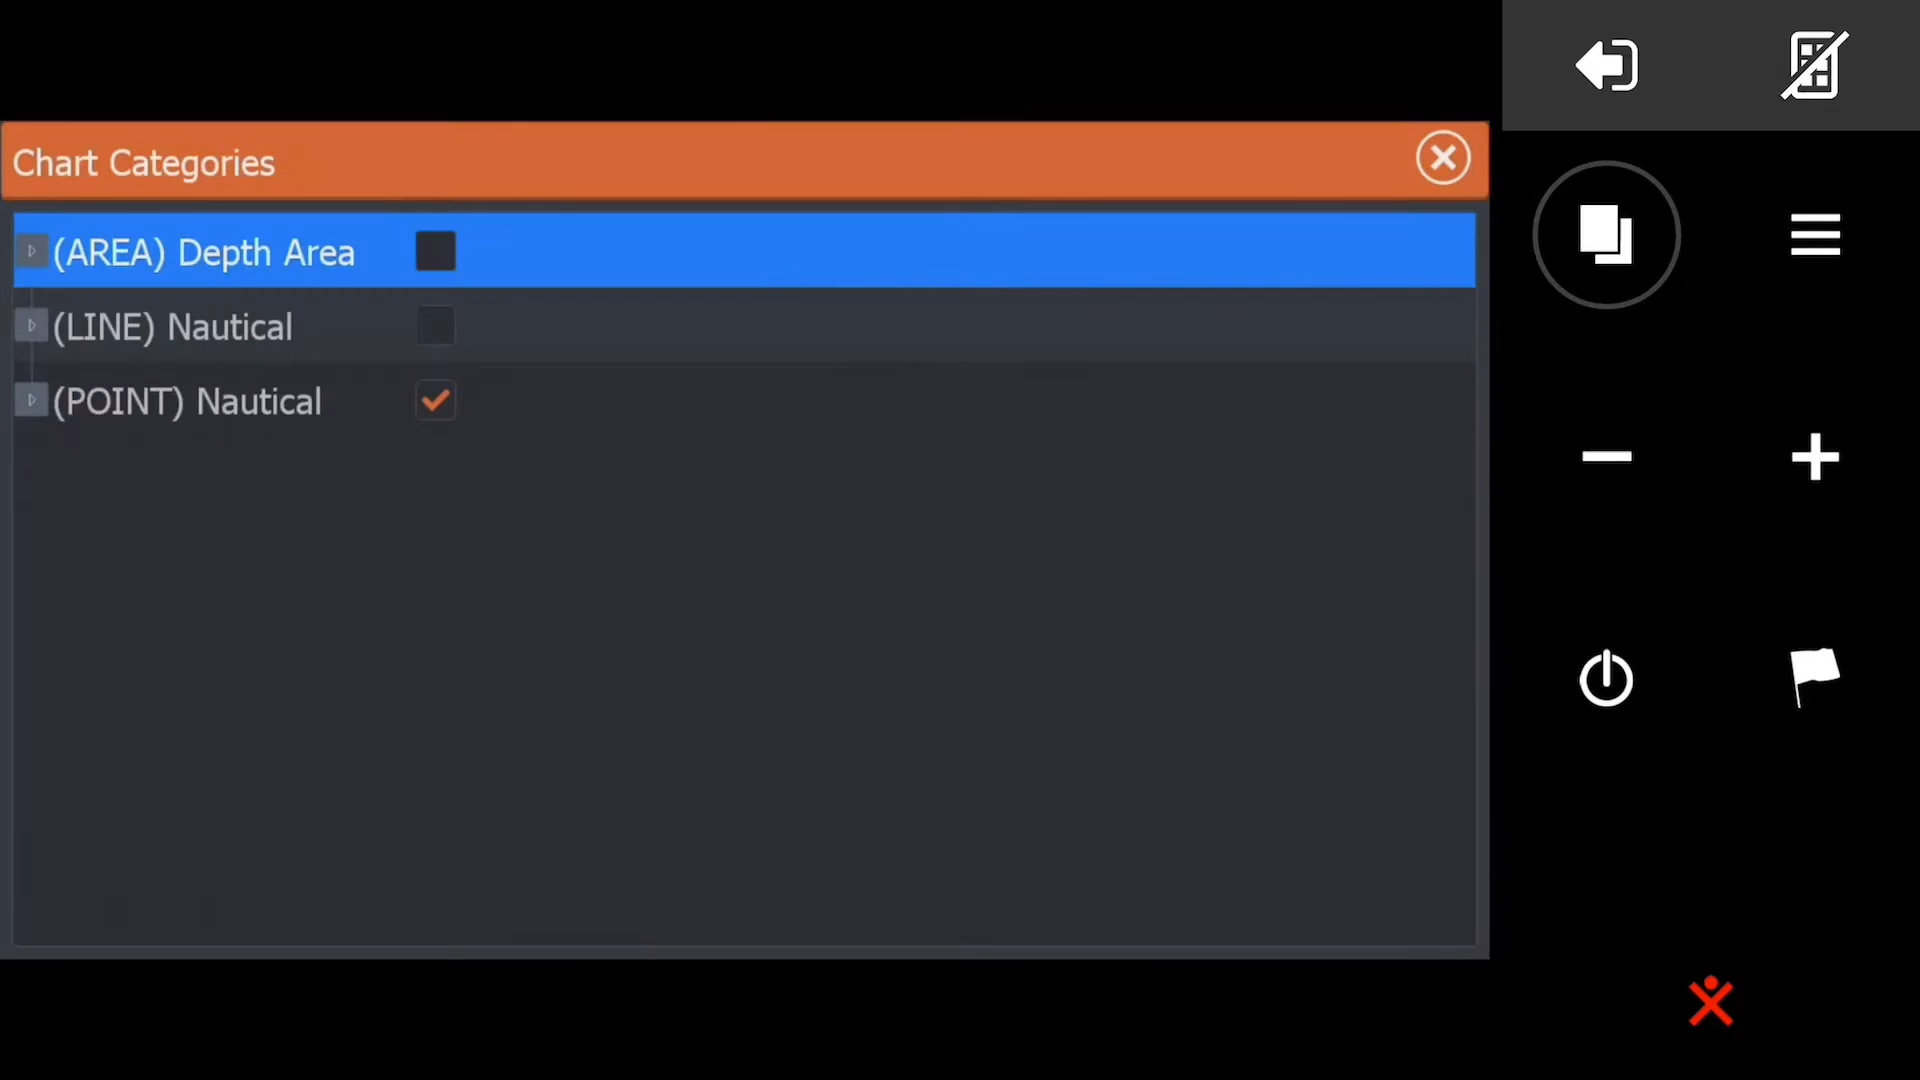 Chart Categories
(AREA) Depth Area
(LINE) Nautical
(POINT) Nautical